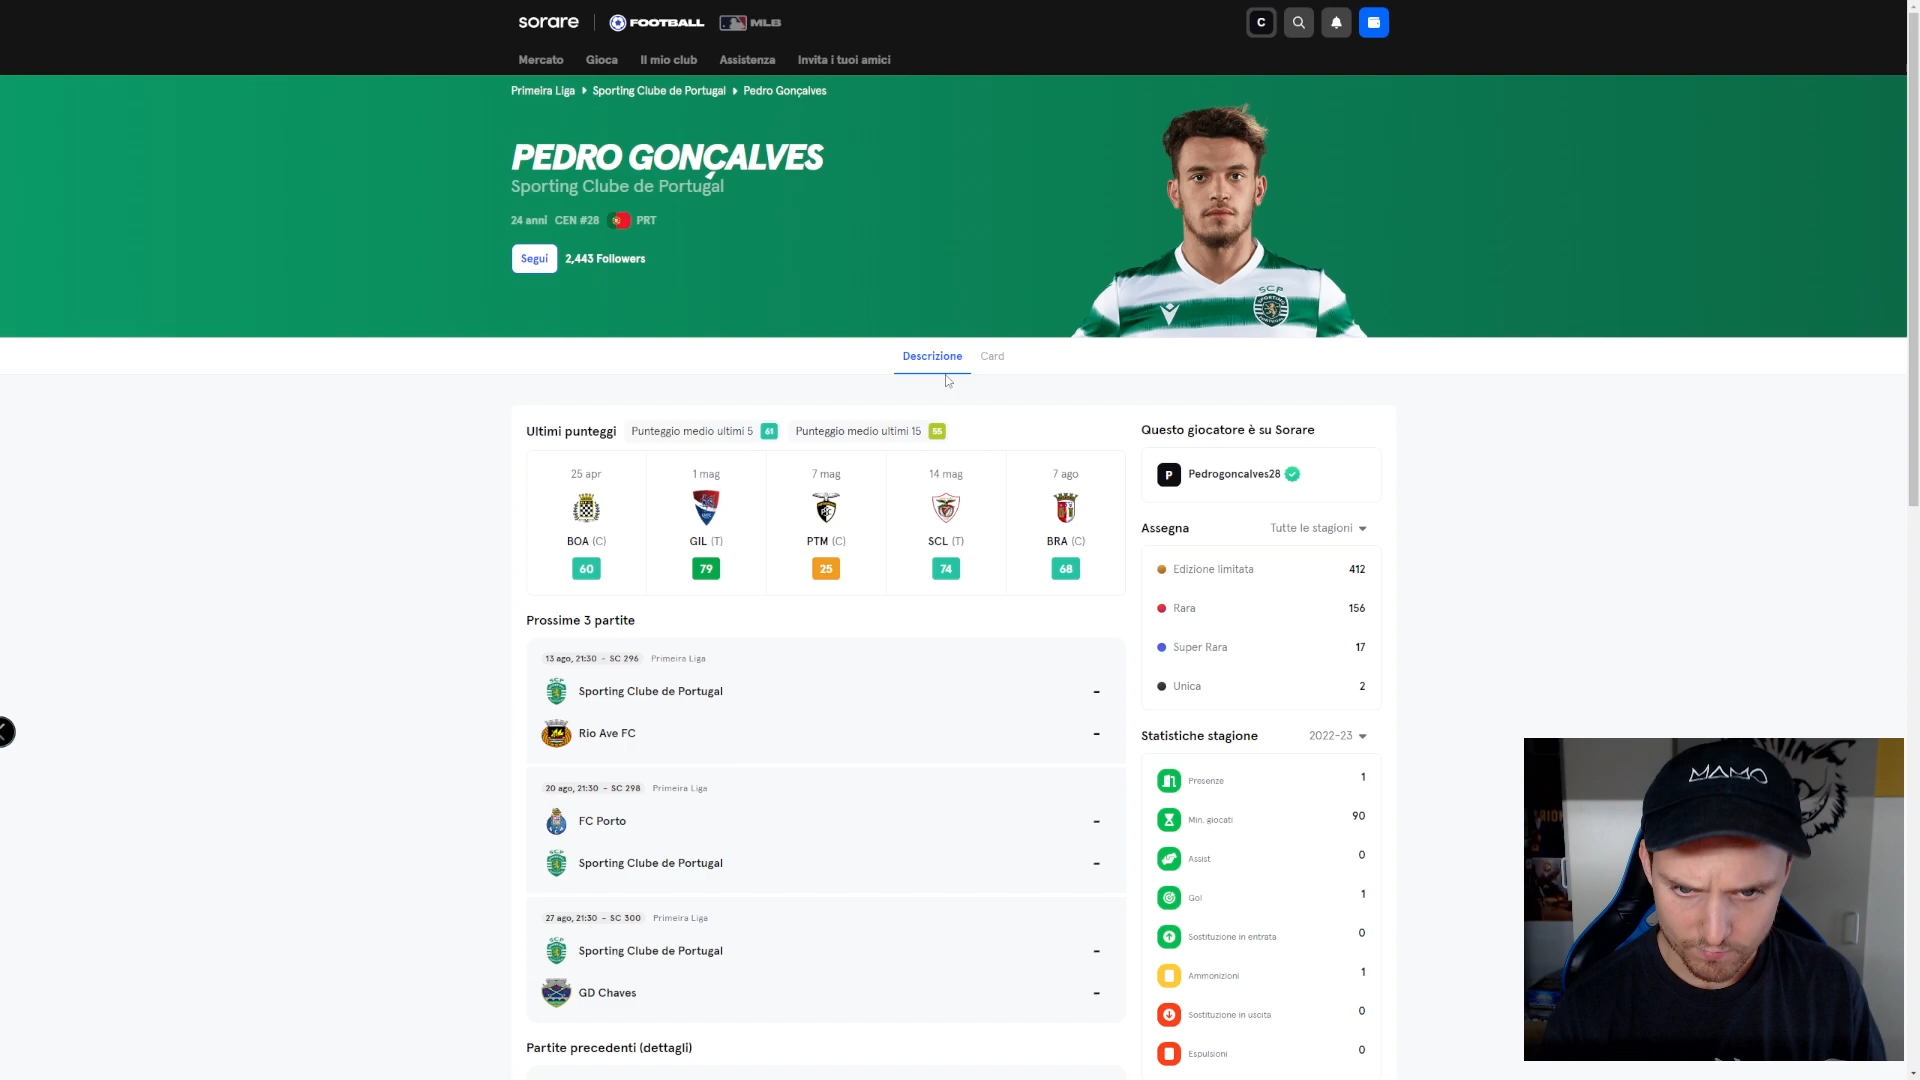 sorare
FOOTBALL
MLB
C
Mercato
Gioca
Il mio club
Assistenza
Invita i tuoi amici
Primeira Liga
Sporting Clube de Portugal
Pedro Gonçalves
PEDRO GONÇALVES
Sporting Clube de Portugal
24 anni CEN #28 PRT
Segui
2,443 Followers
SCP
SPORTING
Descrizione
Card
Ultimi punteggi
Punteggio medio ultimi 5 61
Punteggio medio ultimi 15 55
25 apr
1 mag
7 mag
14 mag
7 ago
BOA (C)
GIL (T)
PTM (C)
SCL (T)
BRA (C)
60
79
25
74
68
Prossime 3 partite
13 ago, 21:30 - SC 296 Primeira Liga
Sporting Clube de Portugal -
Rio Ave FC -
20 ago, 21:30 - SC 298 Primeira Liga
FC Porto -
Sporting Clube de Portugal -
27 ago, 21:30 - SC 300 Primeira Liga
Sporting Clube de Portugal -
GD Chaves -
Partite precedenti (dettagli)
Questo giocatore è su Sorare
P Pedrogoncalves28
Assegna Tutte le stagioni
Edizione limitata 412
Rara 156
Super Rara 17
Unica 2
Statistiche stagione 2022-23
Presenze 1
Min. giocati 90
Assist 0
Gol 1
Sostituzione in entrata 0
Ammonizioni 1
Sostituzione in uscita 0
Espulsioni 0
MAMO